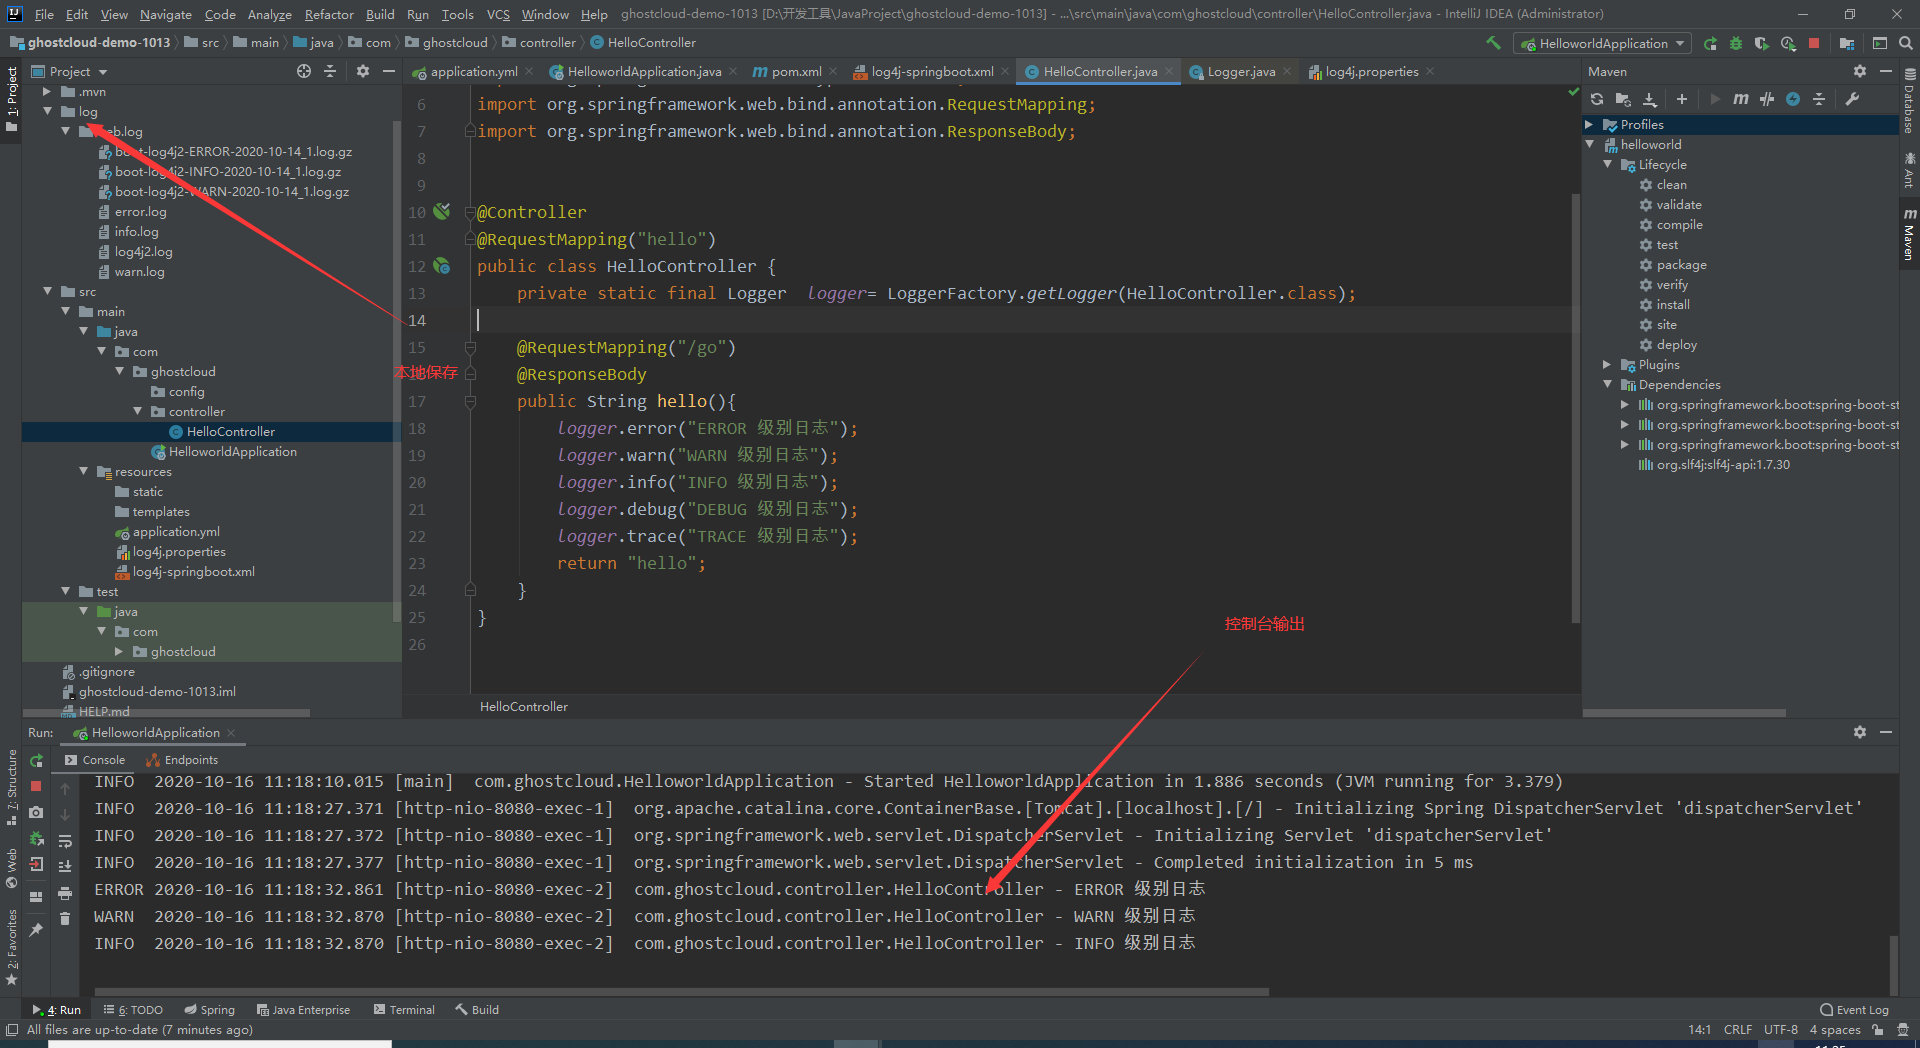 File Edit View Navigate Code Analyze Refactor Build Run Tools VCS Window Help ghostcloud-demo-1013 [D:\开发工具\JavaProject\ghostcloud-demo-1013] - ...\src\main\java\com\ghostcloud\controller\HelloController.java - IntelliJ IDEA (Administrator)
ghostcloud-demo-1013 src main java com ghostcloud controller HelloController HelloworldApplication
1: Project
Project
application.yml HelloworldApplication.java pom.xml log4j-springboot.xml HelloController.java Logger.java log4j.properties
.mvn
log
boot-log4j2-ERROR-2020-10-14_1.log.gz
boot-log4j2-INFO-2020-10-14_1.log.gz
boot-log4j2-WARN-2020-10-14_1.log.gz
error.log
info.log
log4j2.log
warn.log
src
main
java
com
ghostcloud
config
controller
HelloController
HelloworldApplication
resources
static
templates
application.yml
log4j.properties
log4j-springboot.xml
test
java
com
ghostcloud
.gitignore
ghostcloud-demo-1013.iml
HELP.md
6 import org.springframework.web.bind.annotation.RequestMapping;
7 import org.springframework.web.bind.annotation.ResponseBody;
8
9
10 @Controller
11 @RequestMapping("hello")
12 public class HelloController {
13 private static final Logger logger= LoggerFactory.getLogger(HelloController.class);
14
15 @RequestMapping("/go")
本地保存 @ResponseBody
17 public String hello(){
18 logger.error("ERROR 级别日志");
19 logger.warn("WARN 级别日志");
20 logger.info("INFO 级别日志");
21 logger.debug("DEBUG 级别日志");
22 logger.trace("TRACE 级别日志");
23 return "hello";
24 }
25 }
26
控制台输出
HelloController
Maven
Profiles
helloworld
Lifecycle
clean
validate
compile
test
package
verify
install
site
deploy
Plugins
Dependencies
org.springframework.boot:spring-boot-st
org.springframework.boot:spring-boot-st
org.springframework.boot:spring-boot-st
org.slf4j:slf4j-api:1.7.30
Database
Ant
Maven
Run: HelloworldApplication
Console Endpoints
INFO 2020-10-16 11:18:10.015 [main] com.ghostcloud.HelloworldApplication - Started HelloworldApplication in 1.886 seconds (JVM running for 3.379)
INFO 2020-10-16 11:18:27.371 [http-nio-8080-exec-1] org.apache.catalina.core.ContainerBase.[Tomcat].[localhost].[/] - Initializing Spring DispatcherServlet 'dispatcherServlet'
INFO 2020-10-16 11:18:27.372 [http-nio-8080-exec-1] org.springframework.web.servlet.DispatcherServlet - Initializing Servlet 'dispatcherServlet'
INFO 2020-10-16 11:18:27.377 [http-nio-8080-exec-1] org.springframework.web.servlet.DispatcherServlet - Completed initialization in 5 ms
ERROR 2020-10-16 11:18:32.861 [http-nio-8080-exec-2] com.ghostcloud.controller.HelloController - ERROR 级别日志
WARN 2020-10-16 11:18:32.870 [http-nio-8080-exec-2] com.ghostcloud.controller.HelloController - WARN 级别日志
INFO 2020-10-16 11:18:32.870 [http-nio-8080-exec-2] com.ghostcloud.controller.HelloController - INFO 级别日志
7: Structure
Web
2: Favorites
4: Run 6: TODO Spring Java Enterprise Terminal Build Event Log
All files are up-to-date (7 minutes ago) 14:1 CRLF UTF-8 4 spaces